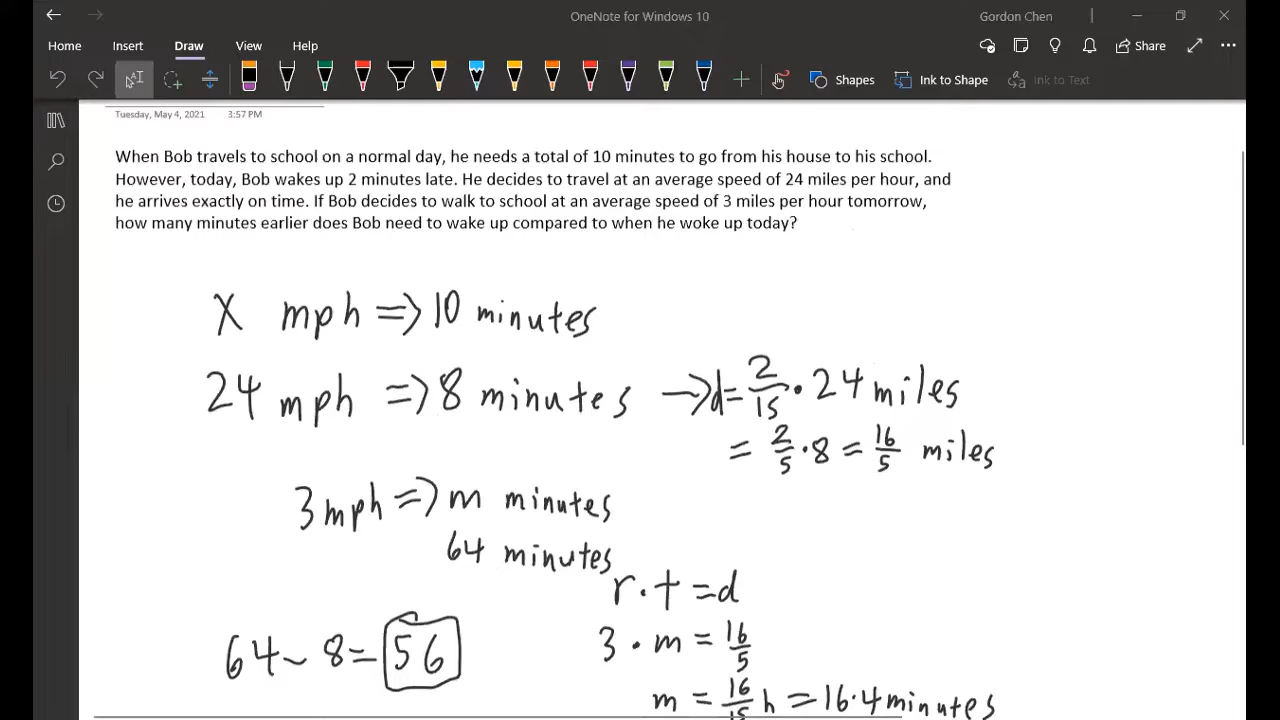 OneNote for Windows 10
Gordon Chen
Home Insert Draw View Help
Share
Shapes Ink to Shape Ink to Text
Tuesday, May 4, 2021 3:57 PM
When Bob travels to school on a normal day, he needs a total of 10 minutes to go from his house to his school.
However, today, Bob wakes up 2 minutes late. He decides to travel at an average speed of 24 miles per hour, and
he arrives exactly on time. If Bob decides to walk to school at an average speed of 3 miles per hour tomorrow,
how many minutes earlier does Bob need to wake up compared to when he woke up today?
X mph => 10 minutes
24 mph => 8 minutes → d = 2/15 · 24 miles
= 2/5 · 8 = 16/5 miles
3 mph => m minutes
64 minutes
r · t = d
3 · m = 16/5
64 - 8 = 56
m = 16/15 h = 16·4 minutes